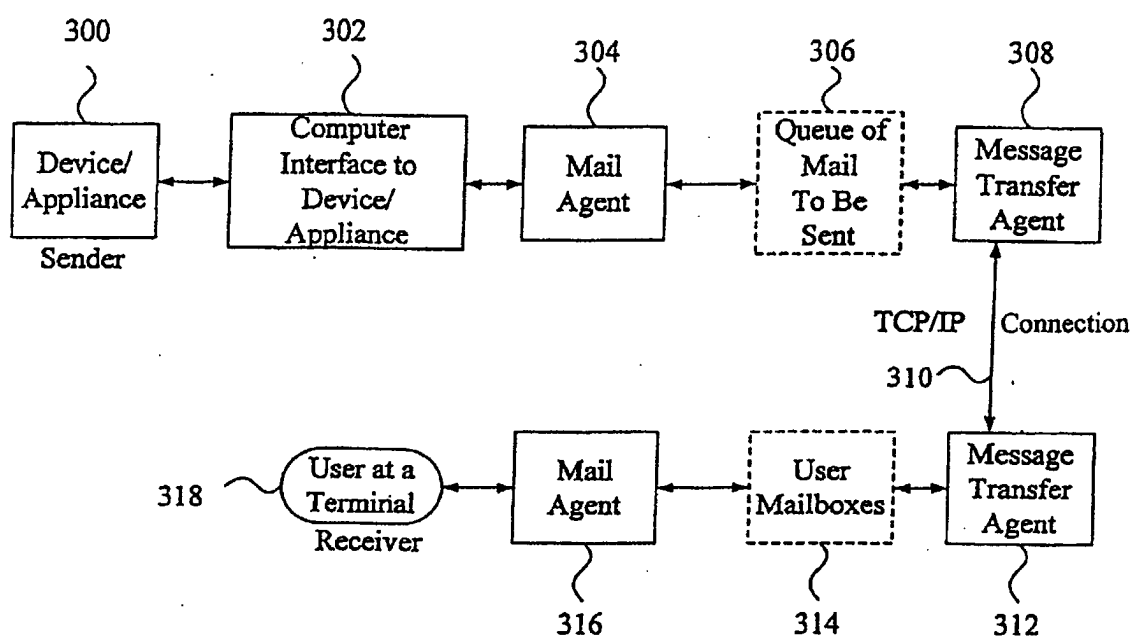 300
302
304
306
308
Device/
Appliance
Sender
Computer
Interface to
Device/
Appliance
Mail
Agent
Queue of
Mail
To Be
Sent
Message
Transfer
Agent
TCP/IP Connection
310
User at a
Terminal
Receiver
318
Mail
Agent
User
Mailboxes
Message
Transfer
Agent
316
314
312